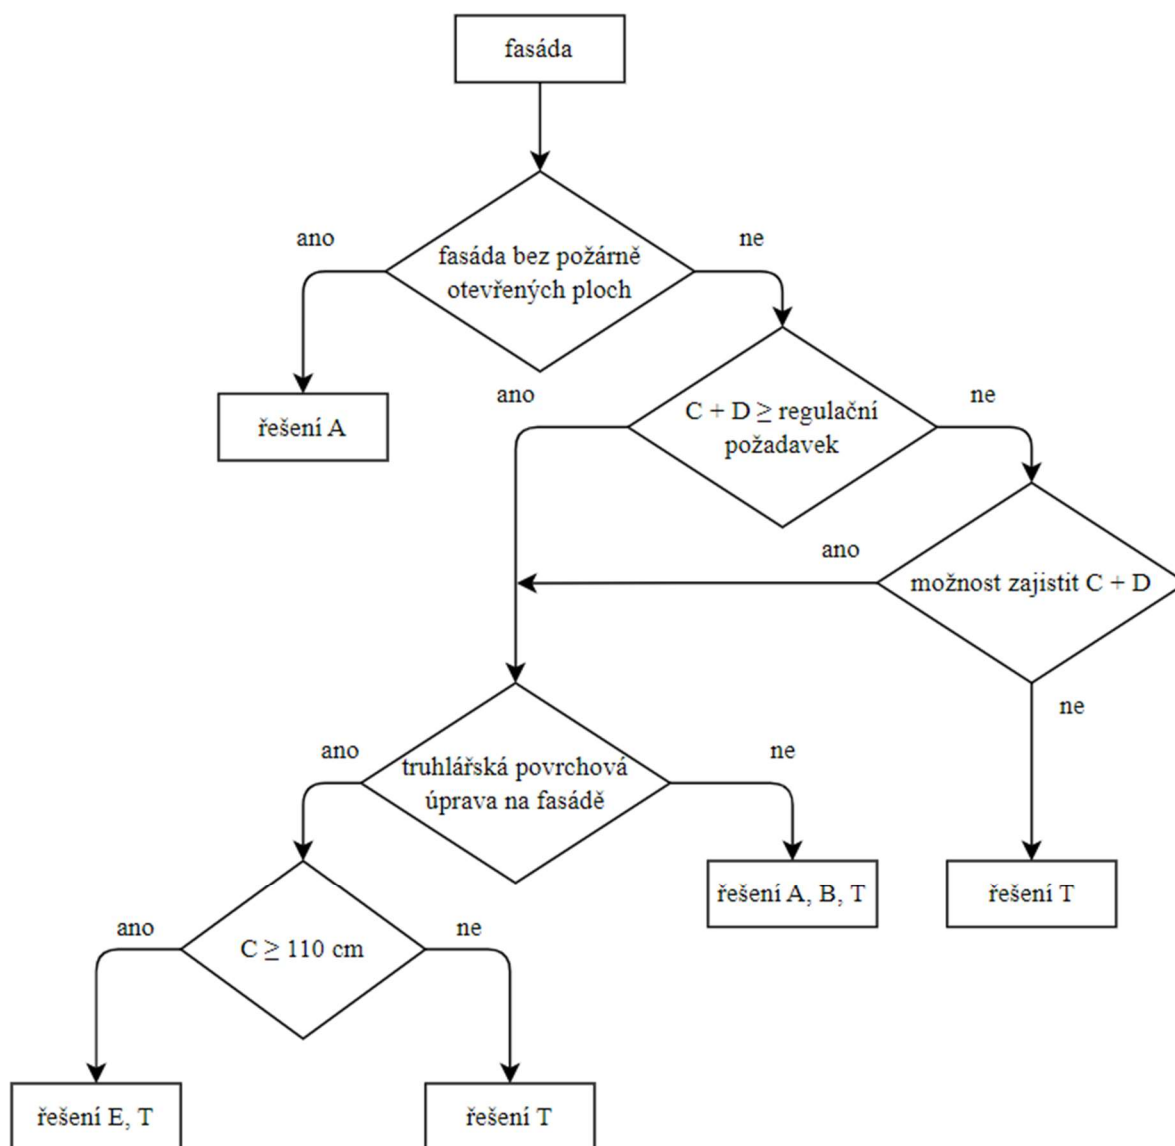 fasáda
ano
ne
fasáda bez požárně
otevřených ploch
ano
ne
řešení A
C + D ≥ regulační
požadavek
ano
možnost zajistit C + D
ne
ano
ne
truhlářská povrchová
úprava na fasádě
řešení A, B, T
řešení T
ano
ne
C ≥ 110 cm
řešení E, T
řešení T